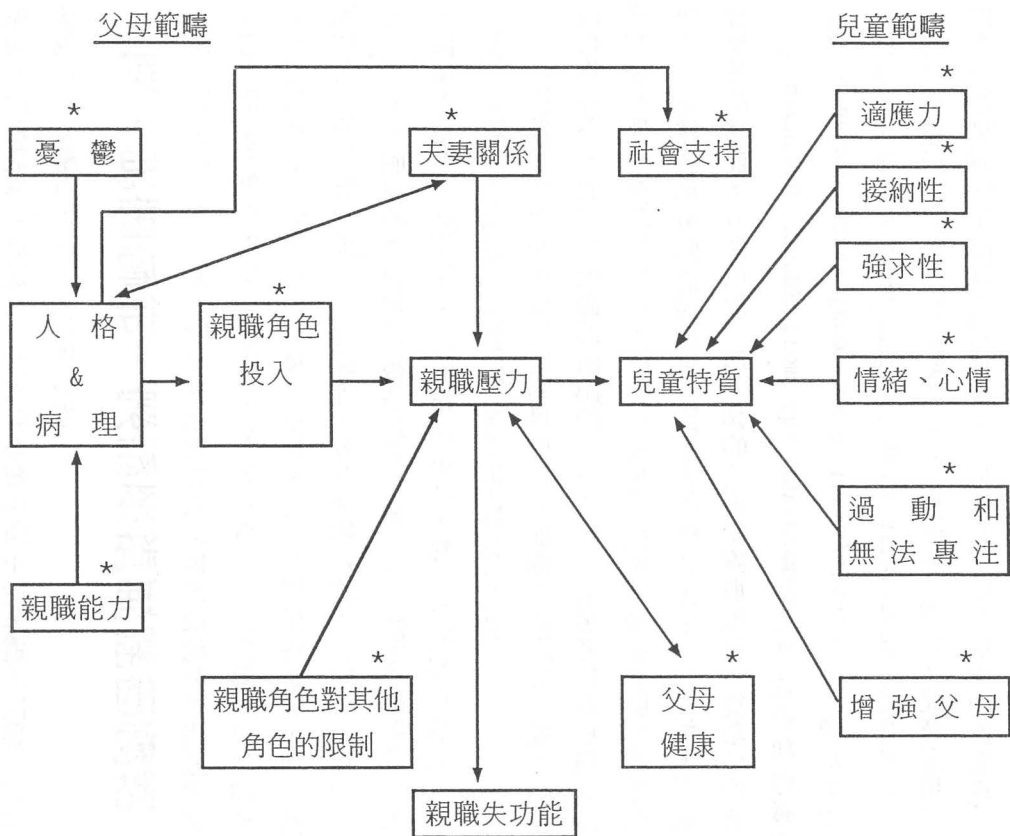 父母範疇
兒童範疇
*
憂鬱
*
夫妻關係
*
社會支持
*
適應力
*
接納性
*
強求性
人格
&
病理
*
親職角色
投入
親職壓力
兒童特質
*
情緒、心情
*
過動和
無法專注
*
親職能力
*
親職角色對其他
角色的限制
*
父母
健康
*
增強父母
親職失功能